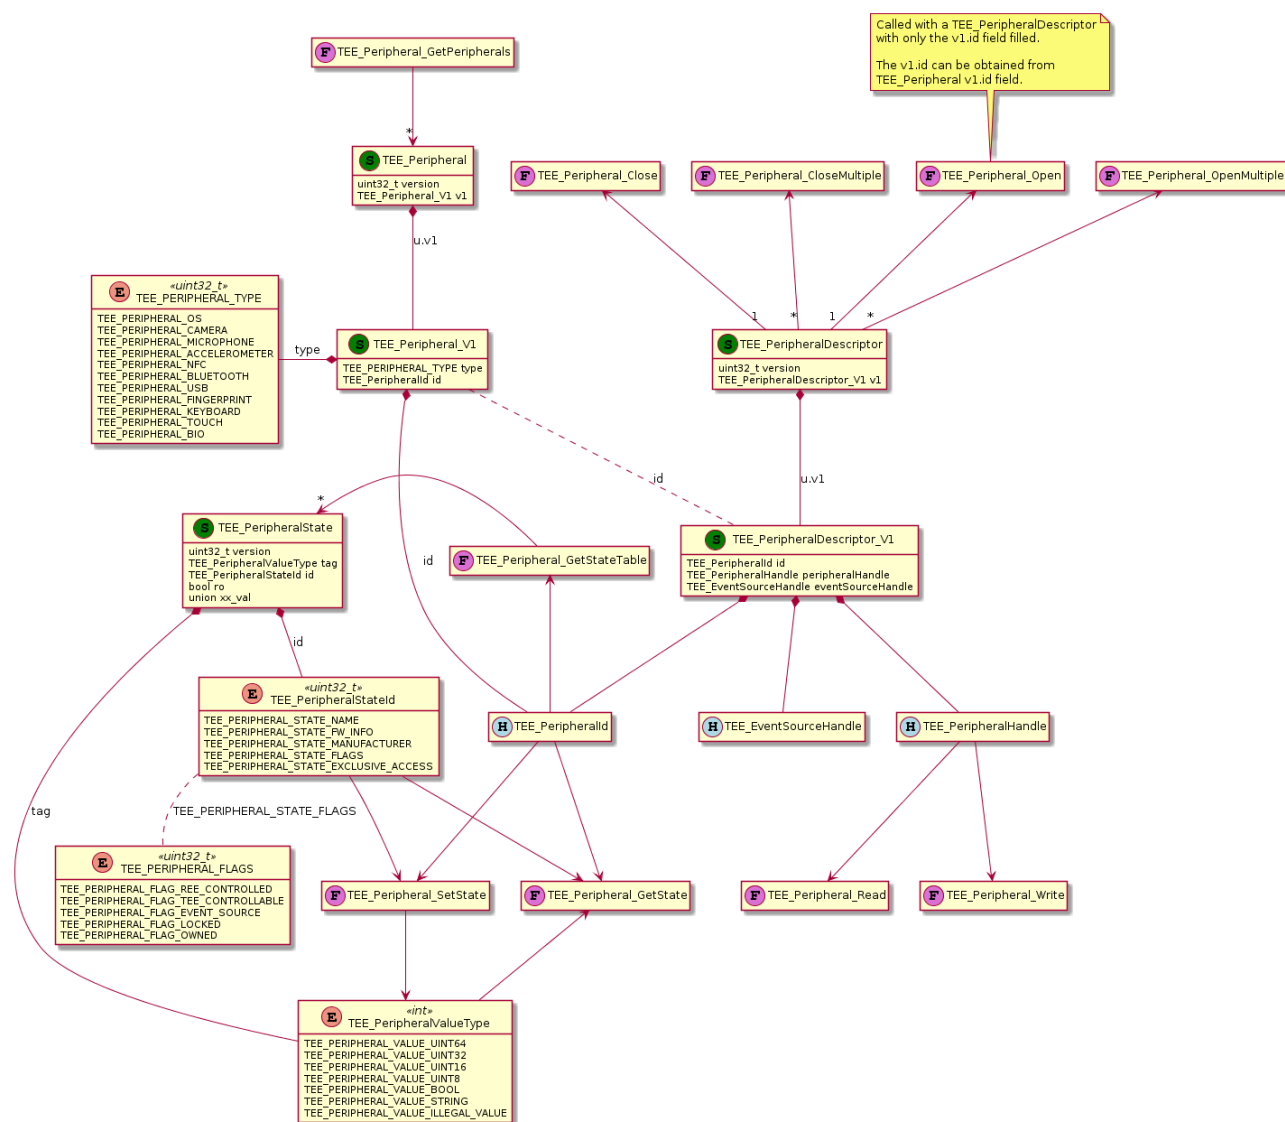 Called with a TEE_PeripheralDescriptor
with only the v1.id field filled.
The v1.id can be obtained from
TEE_Peripheral v1.id field.
F TEE_Peripheral_GetPeripherals
*
S TEE_Peripheral
uint32_t version
TEE_Peripheral_V1 v1
F TEE_Peripheral_Close
F TEE_Peripheral_CloseMultiple
F TEE_Peripheral_Open
F TEE_Peripheral_OpenMultiple
u.v1
E «uint32_t»
TEE_PERIPHERAL_TYPE
TEE_PERIPHERAL_OS
TEE_PERIPHERAL_CAMERA
TEE_PERIPHERAL_MICROPHONE
TEE_PERIPHERAL_ACCELEROMETER
TEE_PERIPHERAL_NFC
TEE_PERIPHERAL_BLUETOOTH
TEE_PERIPHERAL_USB
TEE_PERIPHERAL_FINGERPRINT
TEE_PERIPHERAL_KEYBOARD
TEE_PERIPHERAL_TOUCH
TEE_PERIPHERAL_BIO
type
S TEE_Peripheral_V1
TEE_PERIPHERAL_TYPE type
TEE_PeripheralId id
1
*
1
*
S TEE_PeripheralDescriptor
uint32_t version
TEE_PeripheralDescriptor_V1 v1
id
u.v1
*
S TEE_PeripheralState
uint32_t version
TEE_PeripheralValueType tag
TEE_PeripheralStateId id
bool ro
union xx_val
F TEE_Peripheral_GetStateTable
id
S TEE_PeripheralDescriptor_V1
TEE_PeripheralId id
TEE_PeripheralHandle peripheralHandle
TEE_EventSourceHandle eventSourceHandle
id
E «uint32_t»
TEE_PeripheralStateId
TEE_PERIPHERAL_STATE_NAME
TEE_PERIPHERAL_STATE_FW_INFO
TEE_PERIPHERAL_STATE_MANUFACTURER
TEE_PERIPHERAL_STATE_FLAGS
TEE_PERIPHERAL_STATE_EXCLUSIVE_ACCESS
H TEE_PeripheralId
H TEE_EventSourceHandle
H TEE_PeripheralHandle
tag
TEE_PERIPHERAL_STATE_FLAGS
E «uint32_t»
TEE_PERIPHERAL_FLAGS
TEE_PERIPHERAL_FLAG_REE_CONTROLLED
TEE_PERIPHERAL_FLAG_TEE_CONTROLLABLE
TEE_PERIPHERAL_FLAG_EVENT_SOURCE
TEE_PERIPHERAL_FLAG_LOCKED
TEE_PERIPHERAL_FLAG_OWNED
F TEE_Peripheral_SetState
F TEE_Peripheral_GetState
F TEE_Peripheral_Read
F TEE_Peripheral_Write
E «int»
TEE_PeripheralValueType
TEE_PERIPHERAL_VALUE_UINT64
TEE_PERIPHERAL_VALUE_UINT32
TEE_PERIPHERAL_VALUE_UINT16
TEE_PERIPHERAL_VALUE_UINT8
TEE_PERIPHERAL_VALUE_BOOL
TEE_PERIPHERAL_VALUE_STRING
TEE_PERIPHERAL_VALUE_ILLEGAL_VALUE